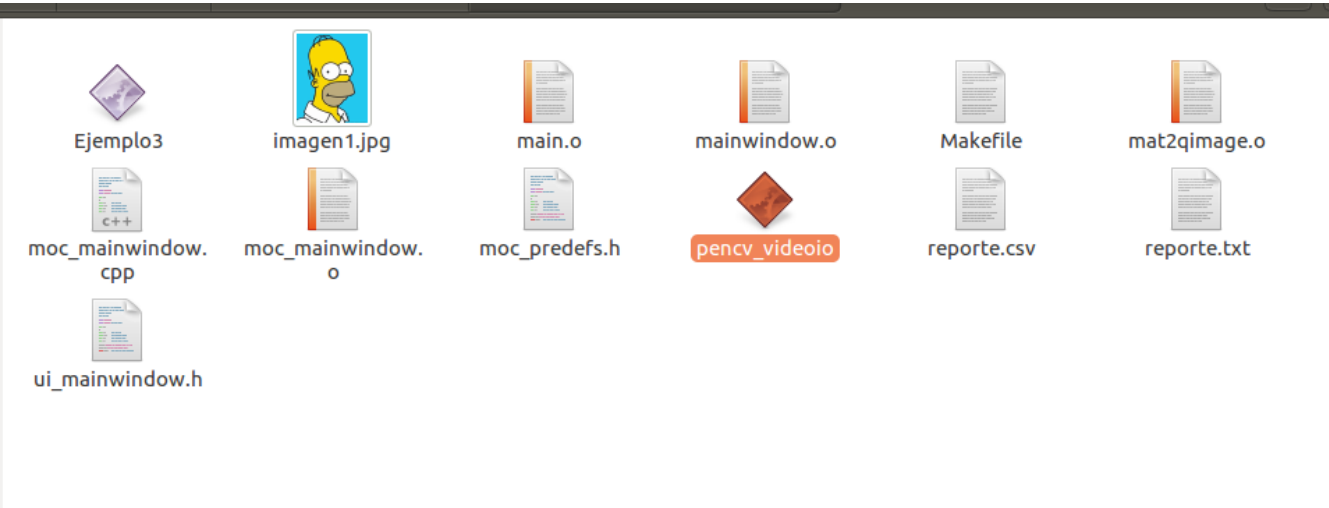 Ejemplo3
imagen1.jpg
main.o
mainwindow.o
Makefile
mat2qimage.o
c++
moc_mainwindow.
cpp
moc_mainwindow.
o
moc_predefs.h
pencv_videoio
reporte.csv
reporte.txt
ui_mainwindow.h